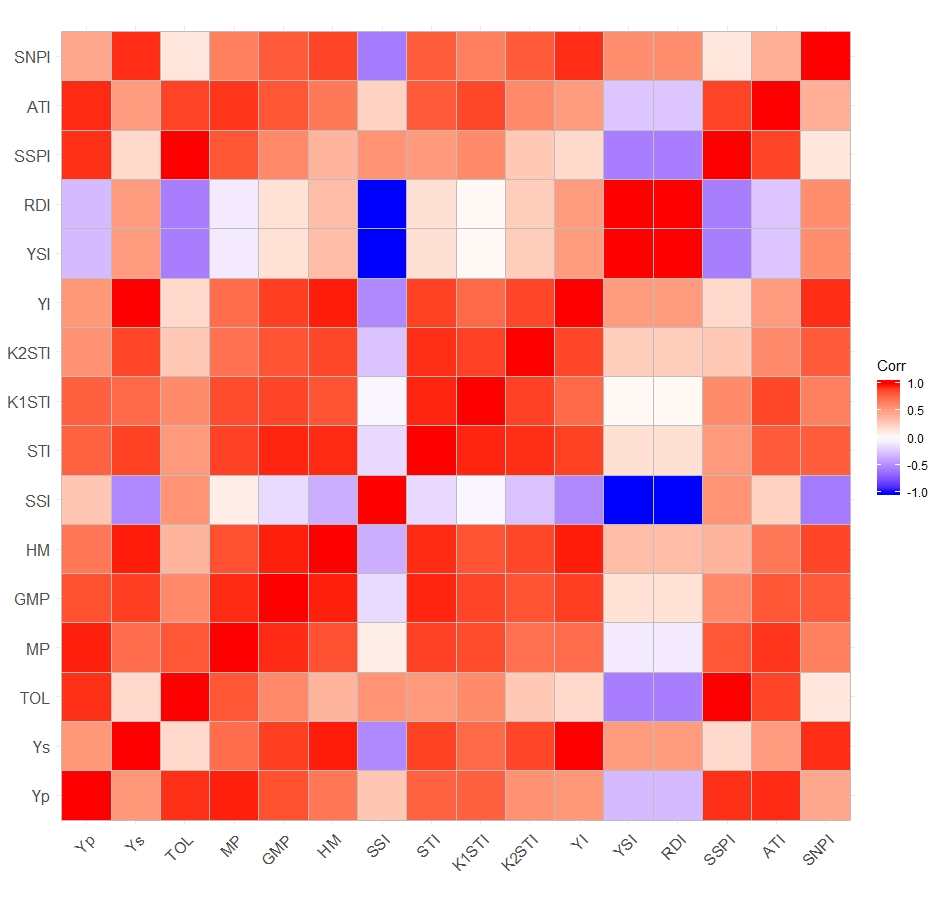 SNPI
ATI
SSPI
RDI
YSI
YI
K2STI
K1STI
STI
SSI
HM
GMP
MP
TOL
Ys
Yp
Yp Ys TOL MP GMP HM SSI STI K1STI K2STI YI YSI RDI SSPI ATI SNPI
Corr
1.0
0.5
0.0
-0.5
-1.0